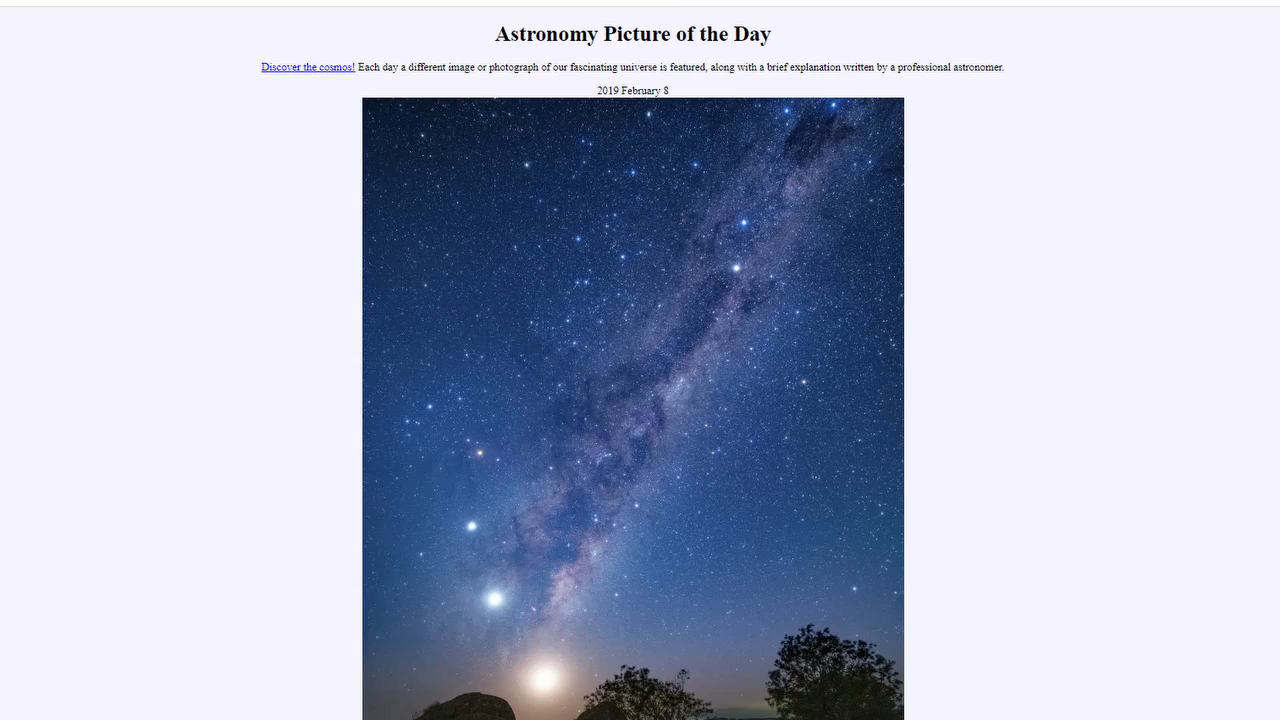 Astronomy Picture of the Day
Discover the cosmos! Each day a different image or photograph of our fascinating universe is featured, along with a brief explanation written by a professional astronomer.
2019 February 8